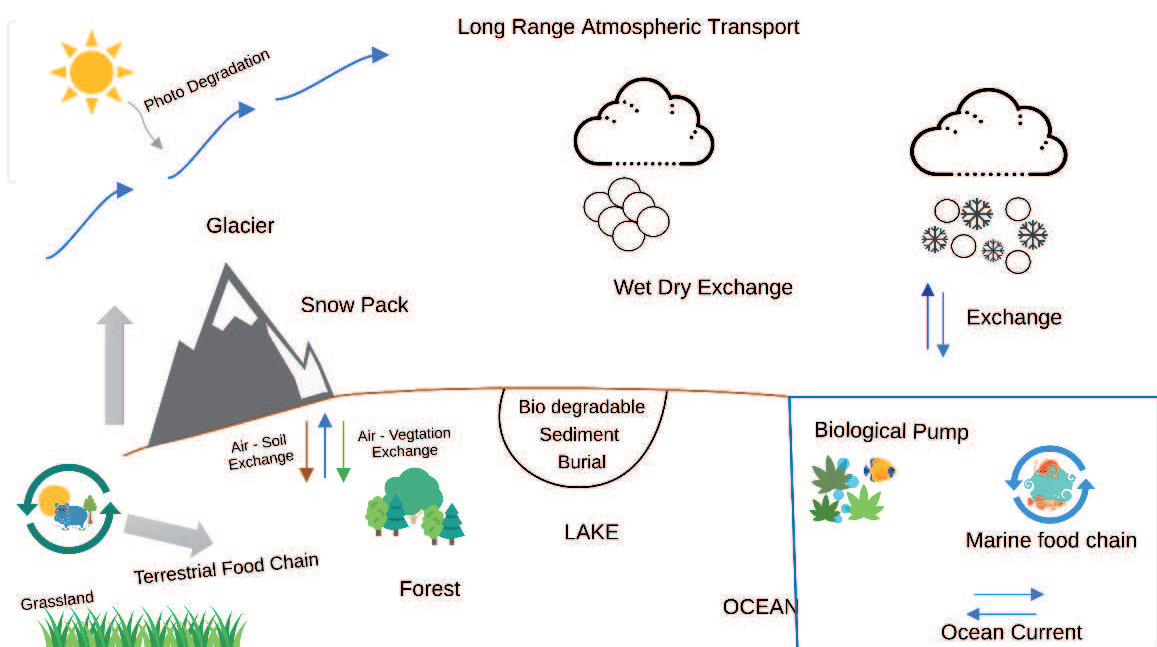 Long Range Atmospheric Transport
Photo Degradation
Glacier
Snow Pack
Wet Dry Exchange
Exchange
Air - Soil
Exchange
Air - Vegtation
Exchange
Bio degradable
Sediment
Burial
Biological Pump
LAKE
Marine food chain
Terrestrial Food Chain
Forest
Grassland
OCEAN
Ocean Current